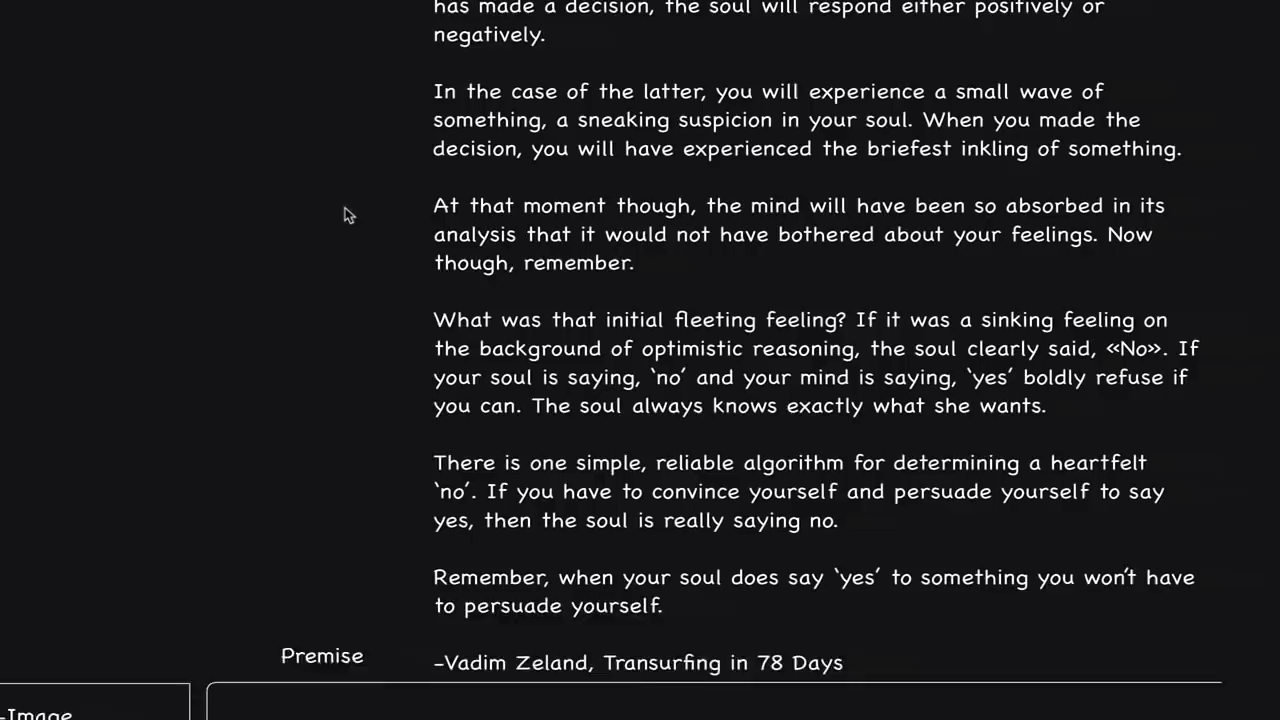 has made a decision, the soul will respond either positively or
negatively.
In the case of the latter, you will experience a small wave of
something, a sneaking suspicion in your soul. When you made the
decision, you will have experienced the briefest inkling of something.
At that moment though, the mind will have been so absorbed in its
analysis that it would not have bothered about your feelings. Now
though, remember.
What was that initial fleeting feeling? If it was a sinking feeling on
the background of optimistic reasoning, the soul clearly said, «No». If
your soul is saying, ‘no’ and your mind is saying, ‘yes’ boldly refuse if
you can. The soul always knows exactly what she wants.
There is one simple, reliable algorithm for determining a heartfelt
‘no’. If you have to convince yourself and persuade yourself to say
yes, then the soul is really saying no.
Remember, when your soul does say ‘yes’ to something you won’t have
to persuade yourself.
Premise
–Vadim Zeland, Transurfing in 78 Days
-Image